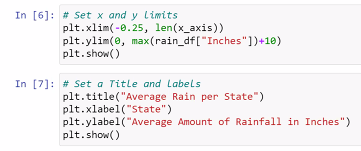 In [6]: # Set x and y limits
plt.xlim(-0.25, len(x_axis))
plt.ylim(0, max(rain_df["Inches"])+10)
plt.show()
In [7]: # Set a Title and labels
plt.title("Average Rain per State")
plt.xlabel("State")
plt.ylabel("Average Amount of Rainfall in Inches")
plt.show()